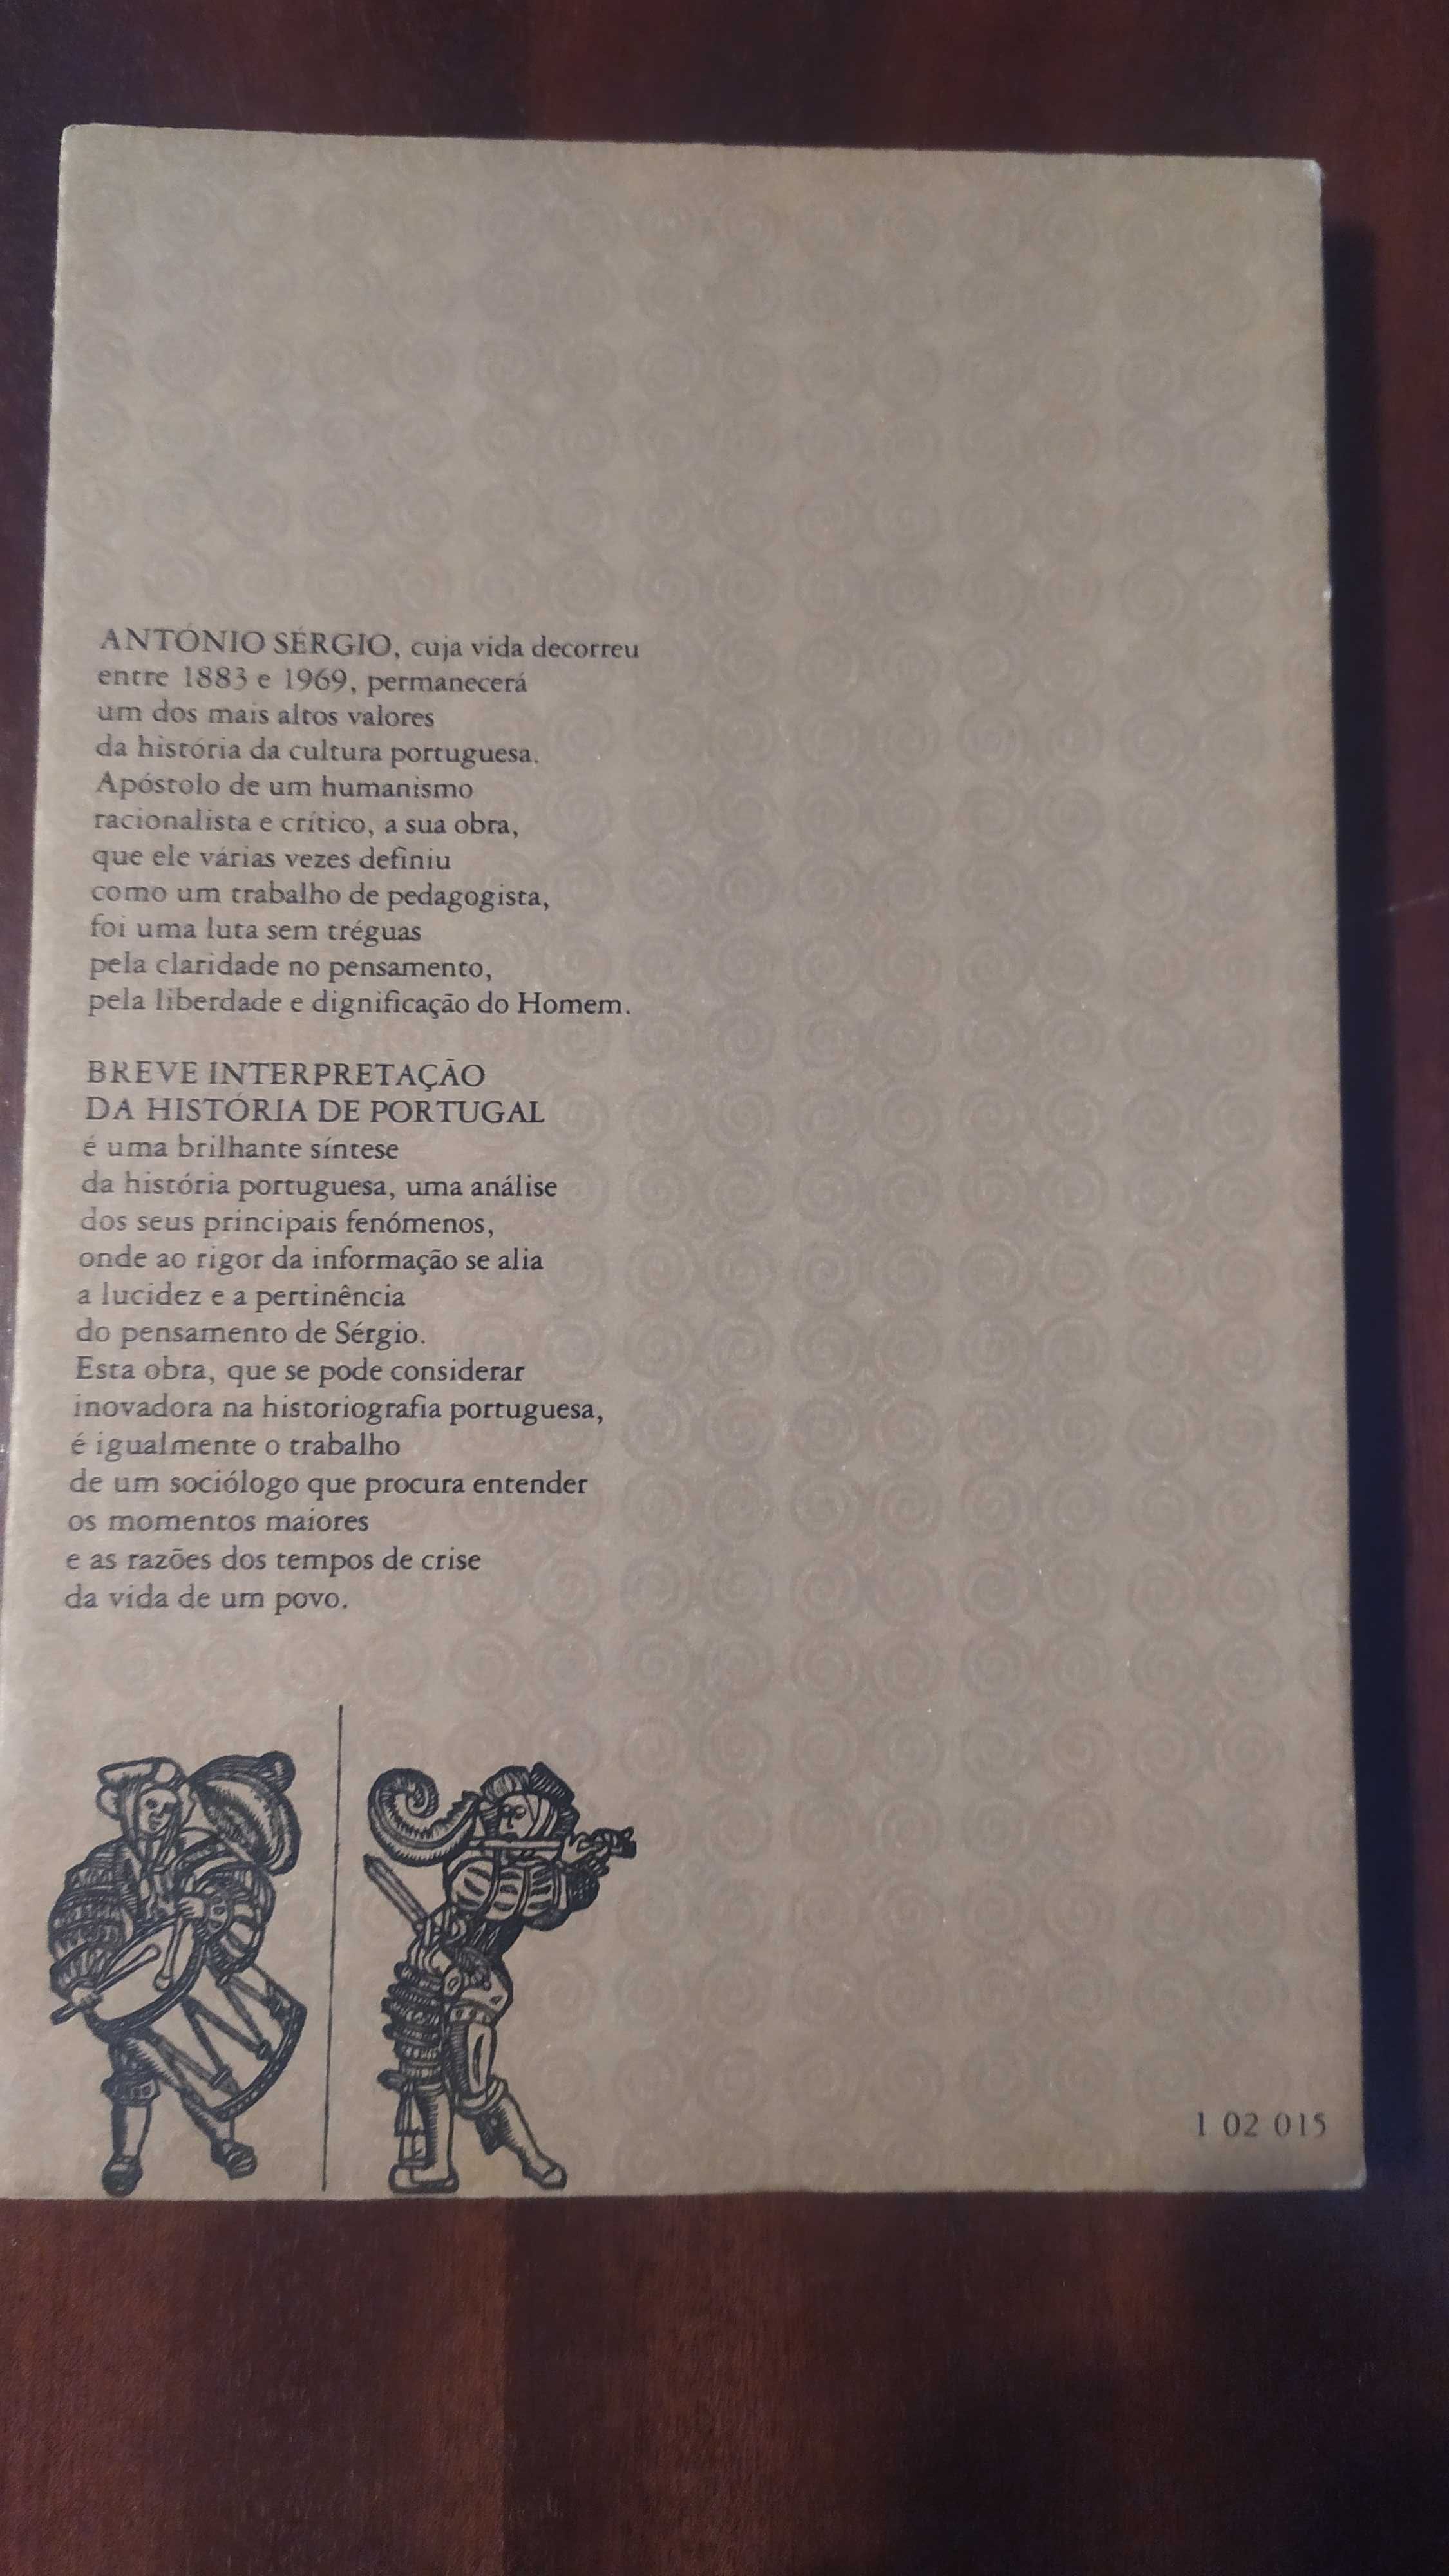 ANTÓNIO SÉRGIO, cuja vida decorreu
entre 1883 e 1969, permanecerá
um dos mais altos valores
da história da cultura portuguesa.
Apóstolo de um humanismo
racionalista e crítico, a sua obra,
que ele várias vezes definiu
como um trabalho de pedagogista,
foi uma luta sem tréguas
pela claridade no pensamento,
pela liberdade e dignificação do Homem.
BREVE INTERPRETAÇÃO
DA HISTÓRIA DE PORTUGAL
é uma brilhante síntese
da história portuguesa, uma análise
dos seus principais fenómenos,
onde ao rigor da informação se alia
a lucidez e a pertinência
do pensamento de Sérgio.
Esta obra, que se pode considerar
inovadora na historiografia portuguesa,
é igualmente o trabalho
de um sociólogo que procura entender
os momentos maiores
e as razões dos tempos de crise
da vida de um povo.
1 02 015